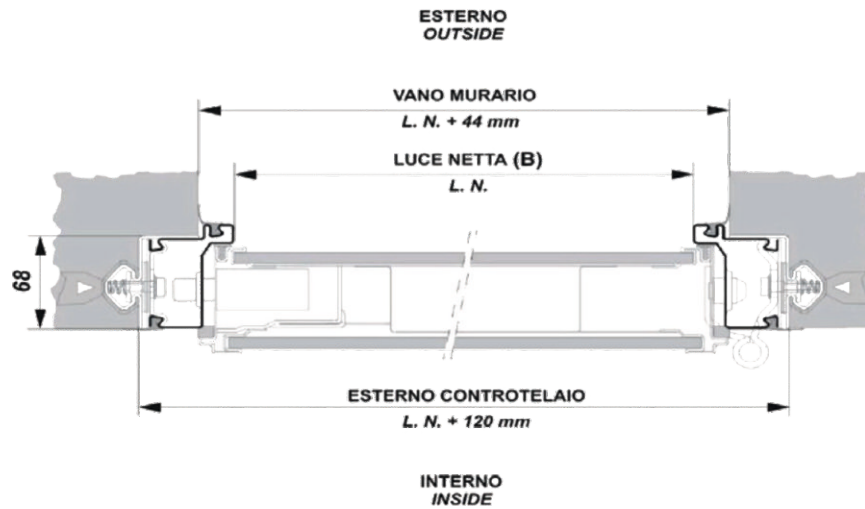 ESTERNO
OUTSIDE
VANO MURARIO
L. N. + 44 mm
LUCE NETTA (B)
L. N.
68
ESTERNO CONTROTELAIO
L. N. + 120 mm
INTERNO
INSIDE